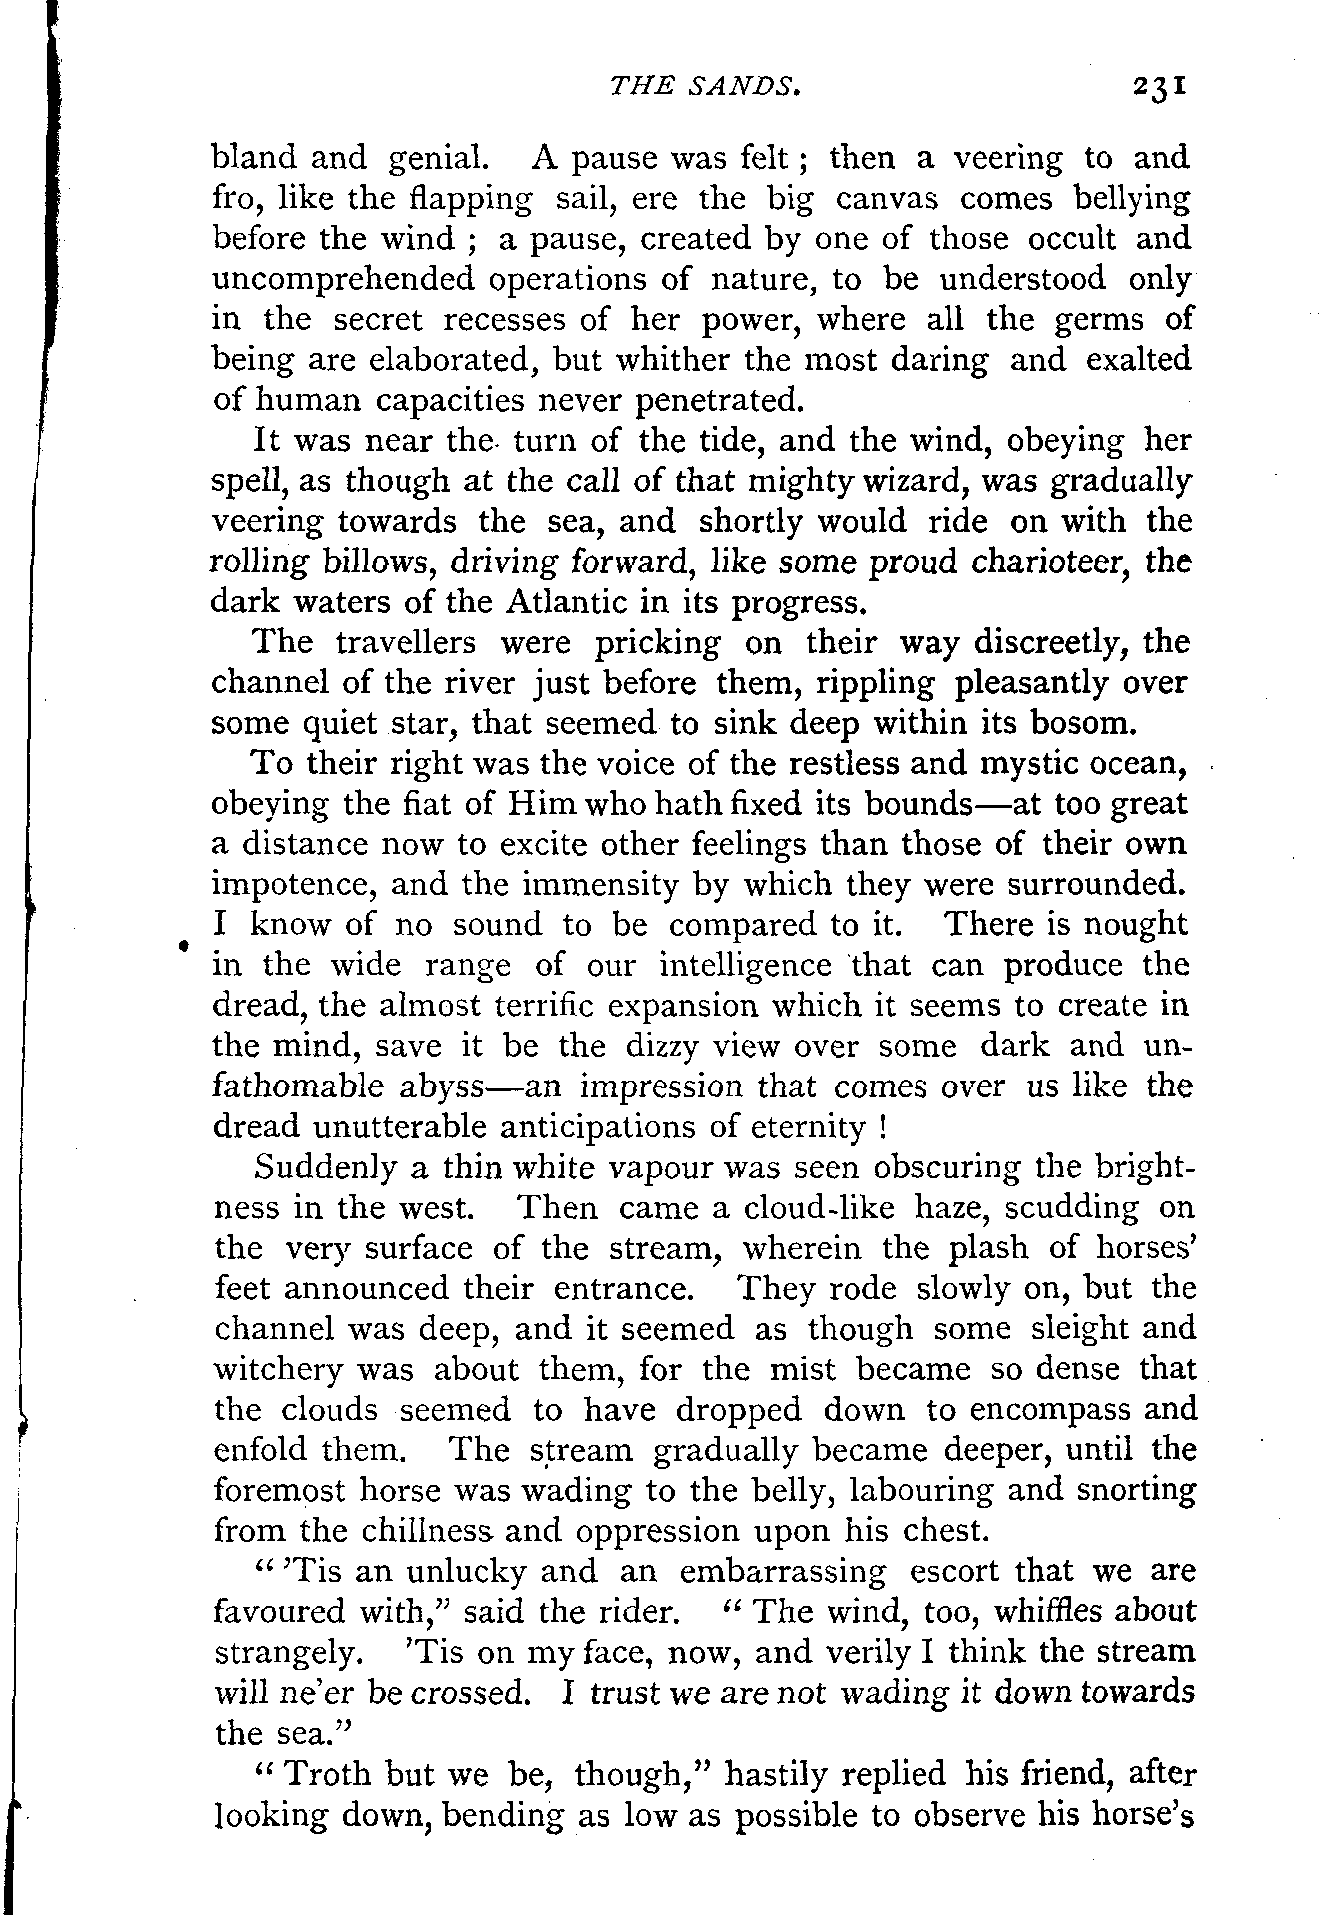 THE SANDS. 231
bland and genial. A pause was felt ; then a veering to and
fro, like the flapping sail, ere the big canvas comes bellying
before the wind ; a pause, created by one of those occult and
uncomprehended operations of nature, to be understood only
in the secret recesses of her power, where all the germs of
being are elaborated, but whither the most daring and exalted
of human capacities never penetrated.
It was near the turn of the tide, and the wind, obeying her
spell, as though at the call of that mighty wizard, was gradually
veering towards the sea, and shortly would ride on with the
rolling billows, driving forward, like some proud charioteer, the
dark waters of the Atlantic in its progress.
The travellers were pricking on their way discreetly, the
channel of the river just before them, rippling pleasantly over
some quiet star, that seemed to sink deep within its bosom.
To their right was the voice of the restless and mystic ocean,
obeying the fiat of Him who hath fixed its bounds—at too great
a distance now to excite other feelings than those of their own
impotence, and the immensity by which they were surrounded.
I know of no sound to be compared to it. There is nought
in the wide range of our intelligence that can produce the
dread, the almost terrific expansion which it seems to create in
the mind, save it be the dizzy view over some dark and un-
fathomable abyss—an impression that comes over us like the
dread unutterable anticipations of eternity !
Suddenly a thin white vapour was seen obscuring the bright-
ness in the west. Then came a cloud-like haze, scudding on
the very surface of the stream, wherein the plash of horses’
feet announced their entrance. They rode slowly on, but the
channel was deep, and it seemed as though some sleight and
witchery was about them, for the mist became so dense that
the clouds seemed to have dropped down to encompass and
enfold them. The stream gradually became deeper, until the
foremost horse was wading to the belly, labouring and snorting
from the chillness and oppression upon his chest.
“ ’Tis an unlucky and an embarrassing escort that we are
favoured with,” said the rider. “ The wind, too, whiffles about
strangely. ’Tis on my face, now, and verily I think the stream
will ne’er be crossed. I trust we are not wading it down towards
the sea.”
“ Troth but we be, though,” hastily replied his friend, after
looking down, bending as low as possible to observe his horse’s